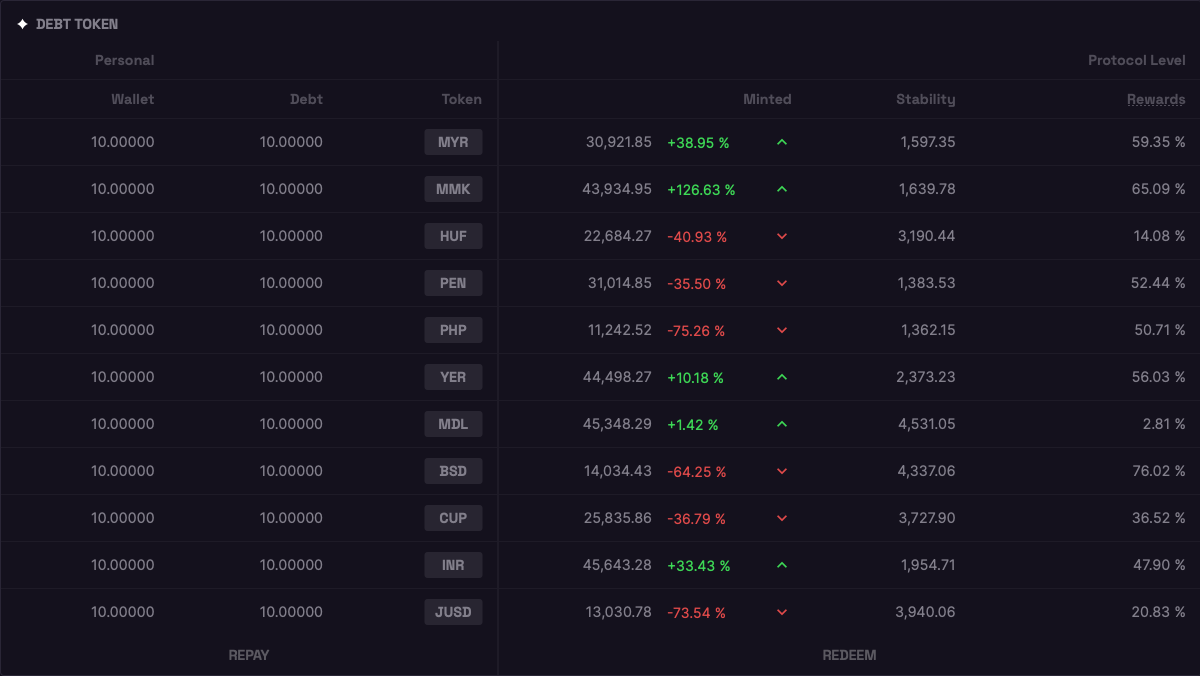 DEBT TOKEN
Personal Protocol Level
Wallet Debt Token Minted Stability Rewards
10.00000 10.00000 MYR 30,921.85 +38.95 % 1,597.35 59.35 %
10.00000 10.00000 MMK 43,934.95 +126.63 % 1,639.78 65.09 %
10.00000 10.00000 HUF 22,684.27 -40.93 % 3,190.44 14.08 %
10.00000 10.00000 PEN 31,014.85 -35.50 % 1,383.53 52.44 %
10.00000 10.00000 PHP 11,242.52 -75.26 % 1,362.15 50.71 %
10.00000 10.00000 YER 44,498.27 +10.18 % 2,373.23 56.03 %
10.00000 10.00000 MDL 45,348.29 +1.42 % 4,531.05 2.81 %
10.00000 10.00000 BSD 14,034.43 -64.25 % 4,337.06 76.02 %
10.00000 10.00000 CUP 25,835.86 -36.79 % 3,727.90 36.52 %
10.00000 10.00000 INR 45,643.28 +33.43 % 1,954.71 47.90 %
10.00000 10.00000 JUSD 13,030.78 -73.54 % 3,940.06 20.83 %
REPAY REDEEM